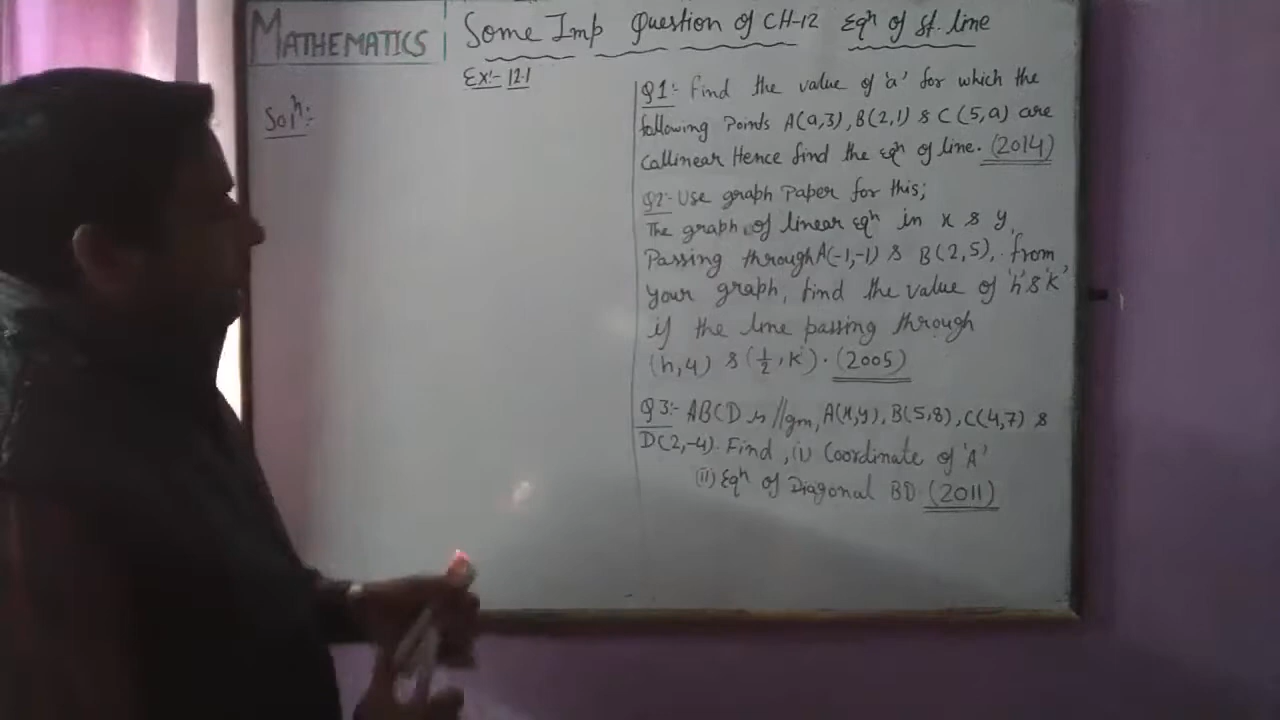 MATHEMATICS
Some Imp Question of CH-12 Eqⁿ of St. line
Ex:- 12.1
Solⁿ:-
Q1:- Find the value of 'a' for which the
following Points A(a,3), B(2,1) & C(5,a) are
Callinear Hence find the Eqⁿ of line. (2014)
Q2:- Use graph Paper for this;
The graph of linear Eqⁿ in x & y,
Passing through A(-1,-1) & B(2,5), from
your graph, find the value of 'h' & 'k'
if the line passing through
(h,4) & (1/2, K). (2005)
Q3:- ABCD is //gm, A(x,y), B(5,8), C(4,7) &
D(2,-4). Find, (i) Coordinate of 'A'
(ii) Eqⁿ of Diagonal BD (2011)